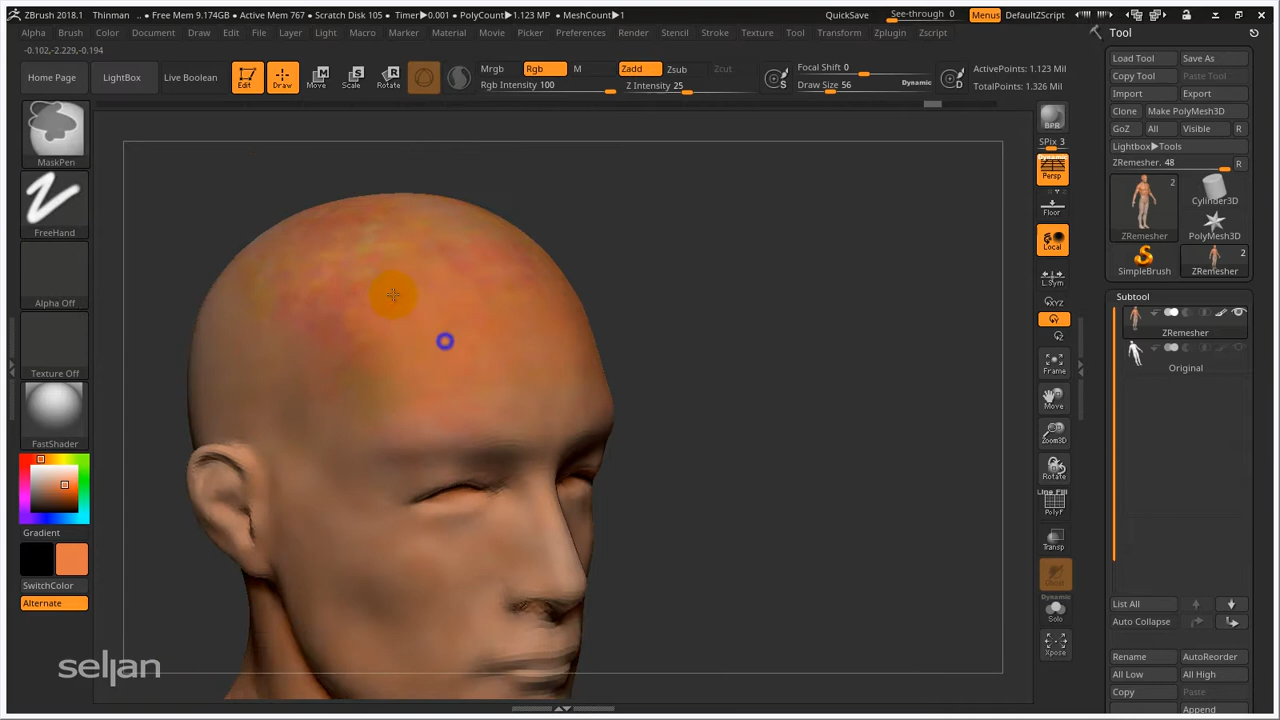 ZBrush 2018.1 Thinman .. • Free Mem 9.174GB • Active Mem 767 • Scratch Disk 105 • Timer▶0.001 • PolyCount▶1.123 MP • MeshCount▶1 QuickSave See-through 0 Menus DefaultZScript
Alpha Brush Color Document Draw Edit File Layer Light Macro Marker Material Movie Picker Preferences Render Stencil Stroke Texture Tool Transform Zplugin Zscript
-0.102,-2.229,-0.194
Home Page LightBox Live Boolean Edit Draw Move Scale Rotate
Mrgb Rgb M Zadd Zsub Zcut
Rgb Intensity 100 Z Intensity 25
S Focal Shift 0
Draw Size 56 Dynamic D
ActivePoints: 1.123 Mil
TotalPoints: 1.326 Mil
MaskPen
FreeHand
Alpha Off
Texture Off
FastShader
Gradient
SwitchColor
Alternate
seljan
BPR
SPix 3
Dynamic
Persp
Floor
Local
L.Sym
XYZ
Y
Z
Frame
Move
Zoom3D
Rotate
Line Fill
PolyF
Transp
Dynamic
Solo
Xpose
Tool
Load Tool Save As
Copy Tool Paste Tool
Import Export
Clone Make PolyMesh3D
GoZ All Visible R
Lightbox▶Tools
ZRemesher. 48 R
2
Cylinder3D
ZRemesher PolyMesh3D
2
SimpleBrush ZRemesher
Subtool
ZRemesher
Original
List All
Auto Collapse
Rename AutoReorder
All Low All High
Copy Paste
Append